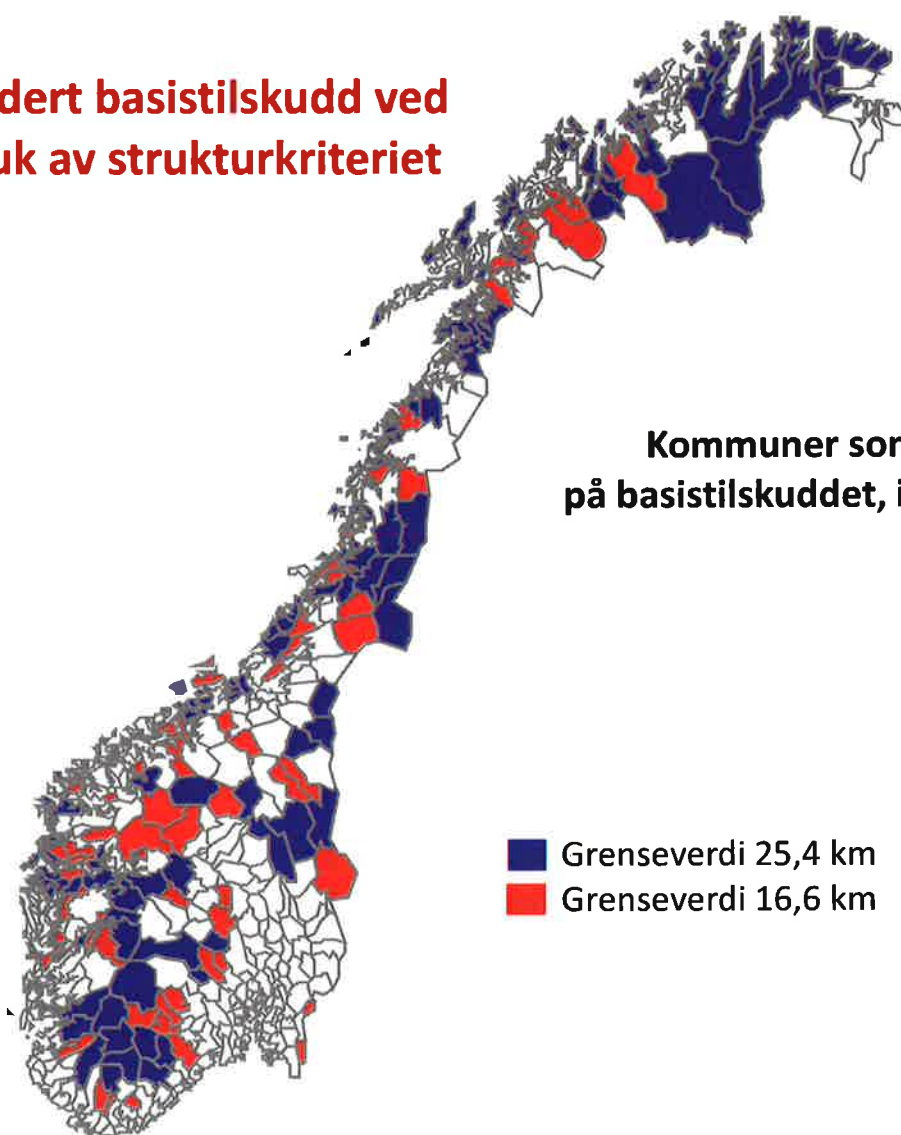 dert basistilskudd ved
uk av strukturkriteriet
Kommuner sor
på basistilskuddet, i
Grenseverdi 25,4 km
Grenseverdi 16,6 km